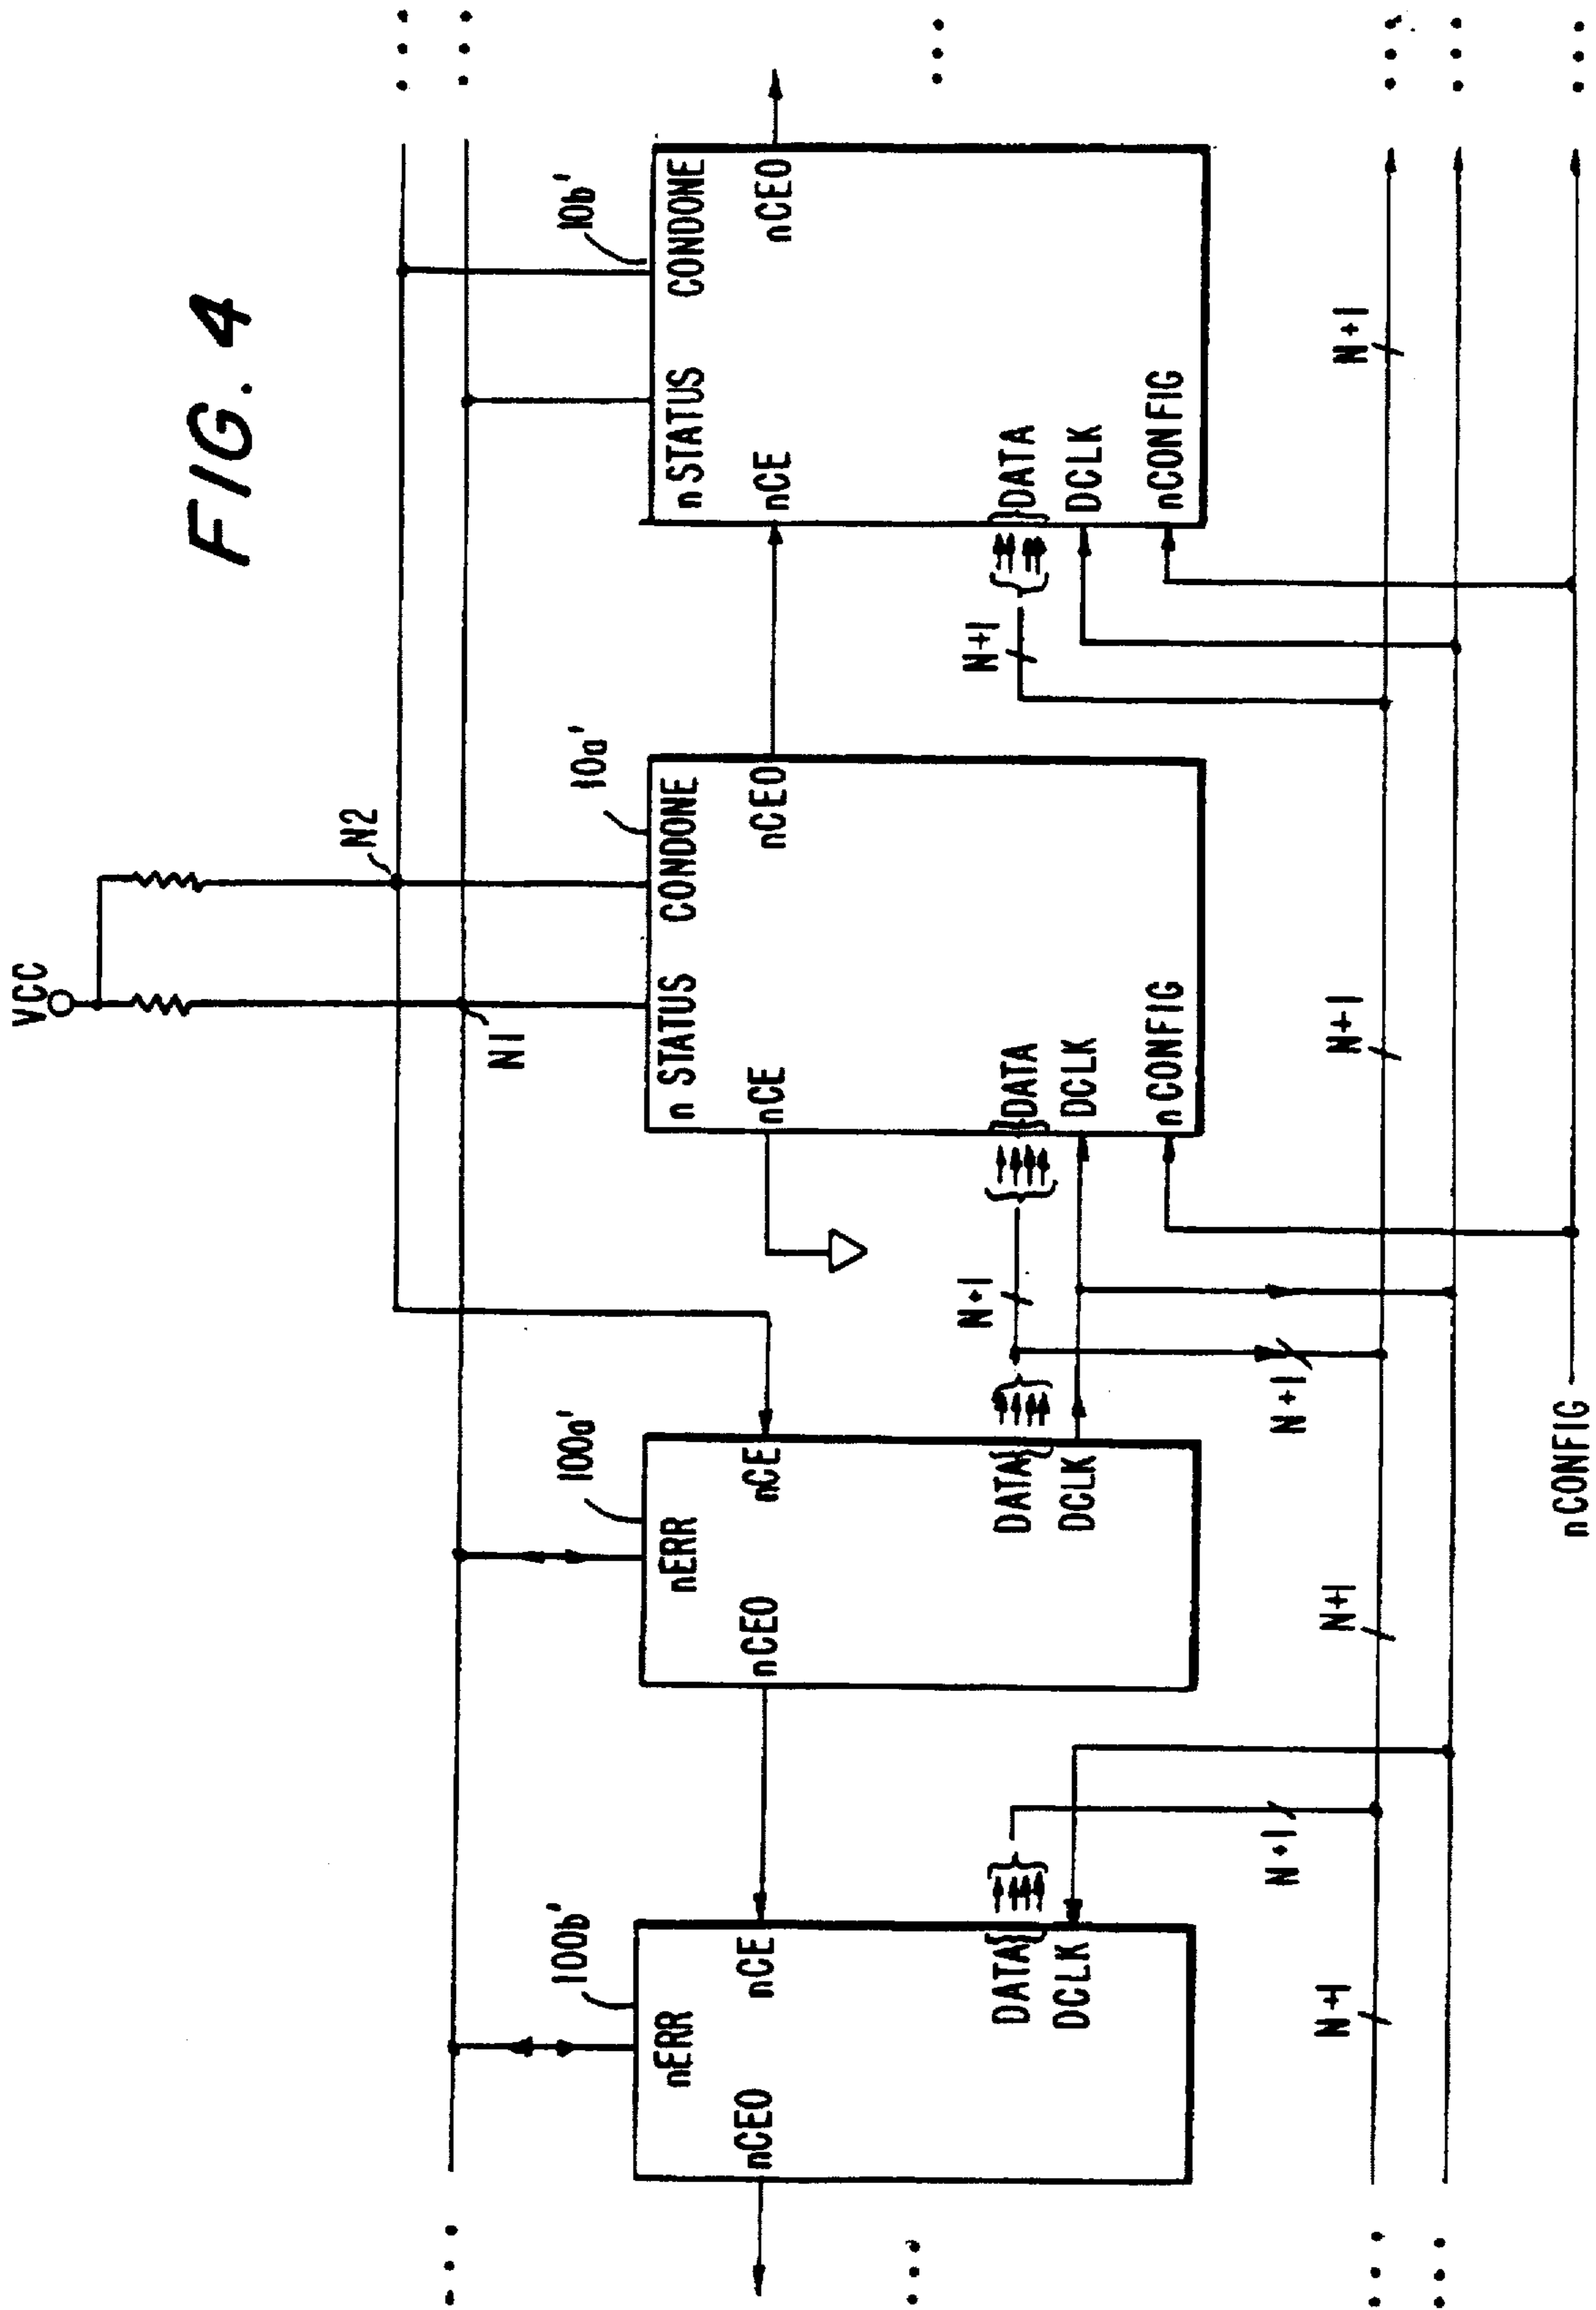 FIG. 4
VCC
N2
N1
100b'
100a'
10a'
10b'
nERR
nCEO
nCE
DATA
DCLK
nERR
nCEO
nCE
DATA
DCLK
n STATUS
CONDONE
nCE
nCEO
DATA
DCLK
nCONFIG
nSTATUS
CONDONE
nCE
nCEO
DATA
DCLK
nCONFIG
N+1
N+1
N+1
N+1
N+1
N+1
N+1
N+1
nCONFIG